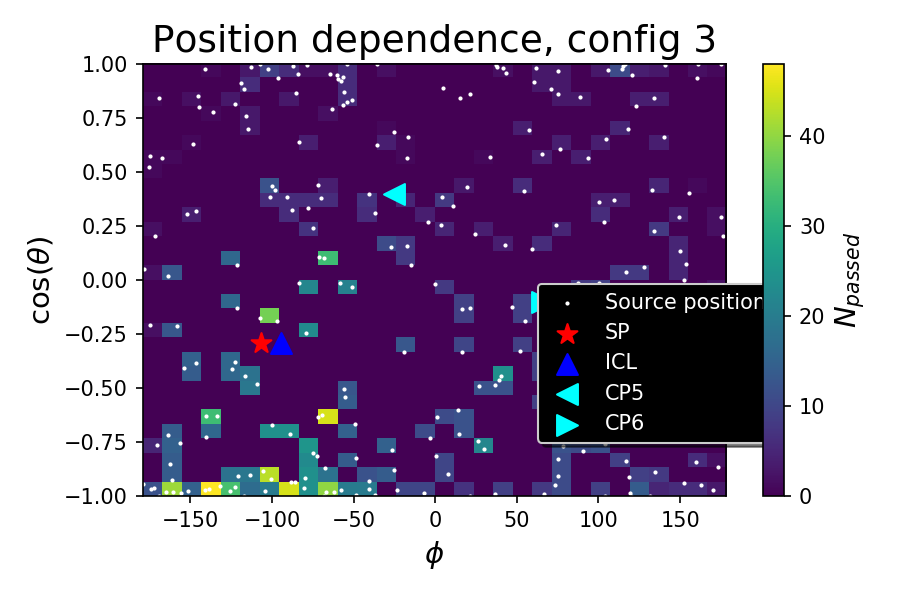 Position dependence, config 3
1.00
0.75
0.50
0.25
0.00
−0.25
−0.50
−0.75
−1.00
cos(θ)
−150
−100
−50
0
50
100
150
ϕ
Source position
SP
ICL
CP5
CP6
40
30
20
10
0
N_passed